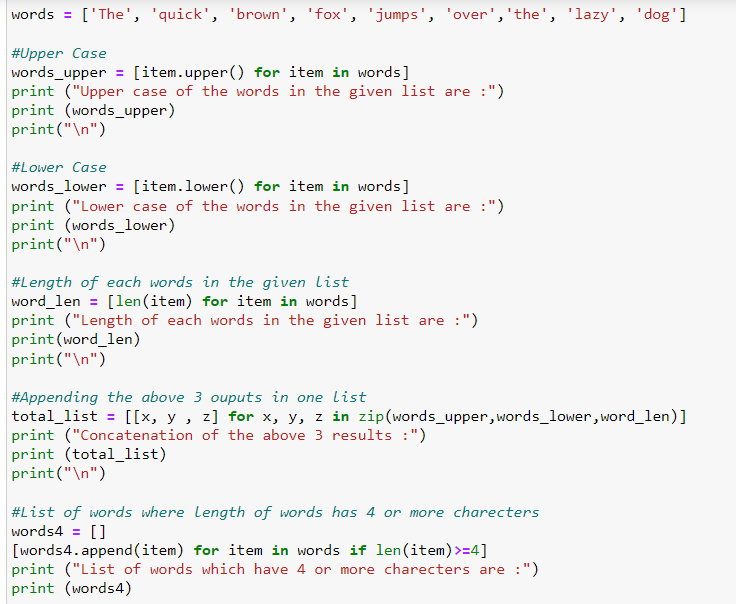 words = ['The', 'quick', 'brown', 'fox', 'jumps', 'over','the', 'lazy', 'dog']
#Upper Case
words_upper = [item.upper() for item in words]
print ("Upper case of the words in the given list are :")
print (words_upper)
print("\n")
#Lower Case
words_lower = [item.lower() for item in words]
print ("Lower case of the words in the given list are :")
print (words_lower)
print("\n")
#Length of each words in the given list
word_len = [len(item) for item in words]
print ("Length of each words in the given list are :")
print(word_len)
print("\n")
#Appending the above 3 ouputs in one list
total_list = [[x, y , z] for x, y, z in zip(words_upper,words_lower,word_len)]
print ("Concatenation of the above 3 results :")
print (total_list)
print("\n")
#List of words where length of words has 4 or more charecters
words4 = []
[words4.append(item) for item in words if len(item)>=4]
print ("List of words which have 4 or more charecters are :")
print (words4)